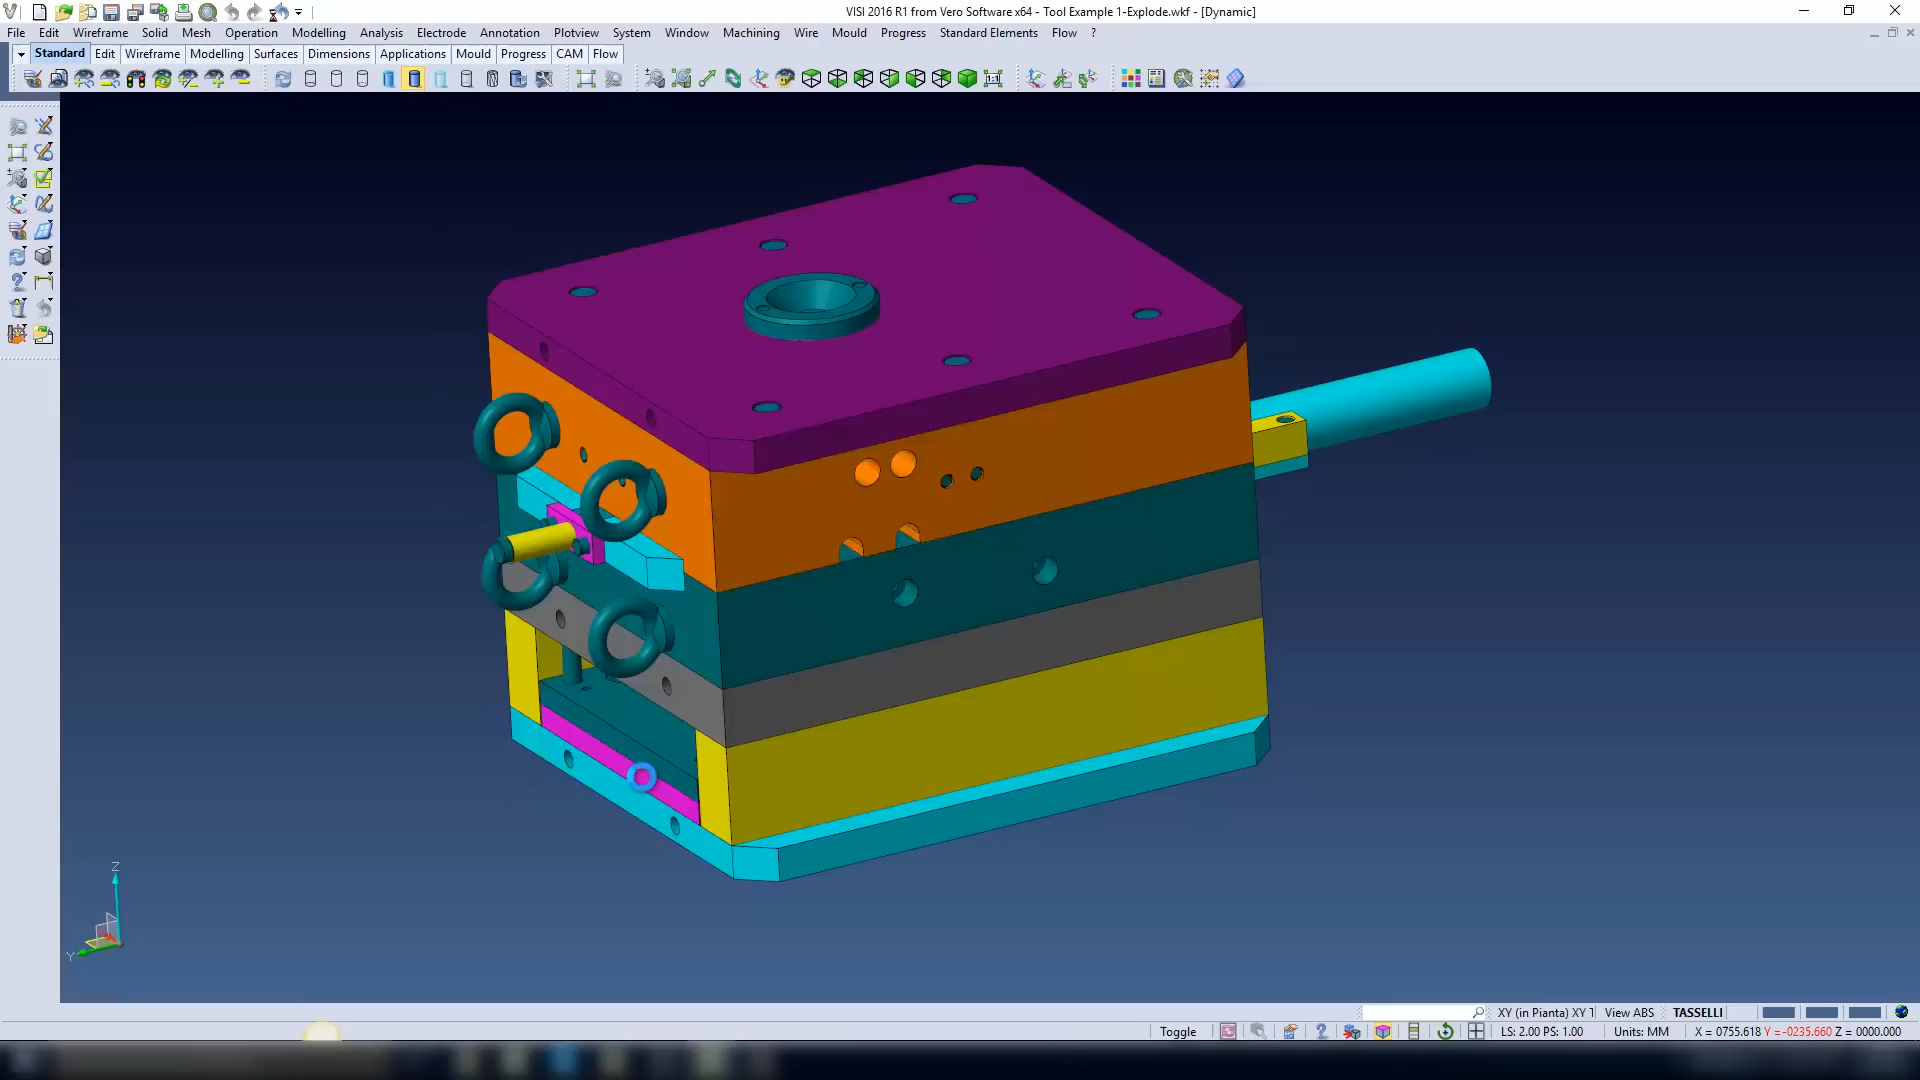 VISI 2016 R1 from Vero Software x64 - Tool Example 1-Explode.wkf - [Dynamic]
File Edit Wireframe Solid Mesh Operation Modelling Analysis Electrode Annotation Plotview System Window Machining Wire Mould Progress Standard Elements Flow ?
Standard Edit Wireframe Modelling Surfaces Dimensions Applications Mould Progress CAM Flow
1:1
Z
Y
XY (in Pianta) XY T View ABS TASSELLI
Toggle LS: 2.00 PS: 1.00 Units: MM X = 0755.618 Y =-0235.660 Z = 0000.000